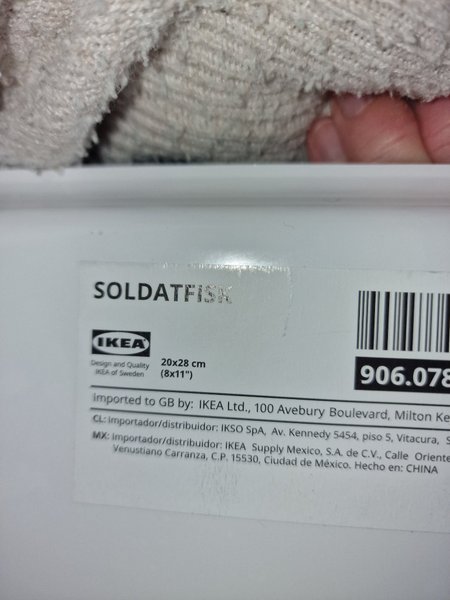 SOLDATFISK
IKEA
Design and Quality
IKEA of Sweden
20x28 cm
(8x11")
906.078
Imported to GB by: IKEA Ltd., 100 Avebury Boulevard, Milton Ke
CL: Importador/distribuidor: IKSO SpA, Av. Kennedy 5454, piso 5, Vitacura, S
MX: Importador/distribuidor: IKEA Supply Mexico, S.A. de C.V., Calle Oriente
Venustiano Carranza, C.P. 15530, Ciudad de México. Hecho en: CHINA